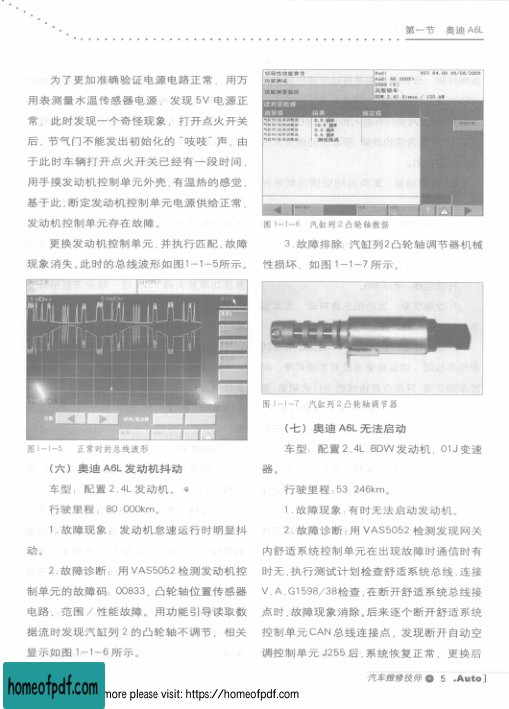 第一节 奥迪 A6L
为了更加准确验证电源电路正常，用万
用表测量水温传感器电源，发现 5V 电源正
常。此时发现一个奇怪现象，打开点火开关
后，节气门不能发出初始化的“吱吱”声。由
于此时车辆打开点火开关已经有一段时间，
用手摸发动机控制单元外壳，有温热的感觉，
基于此，断定发动机控制单元电源供给正常，
发动机控制单元存在故障。
更换发动机控制单元，并执行匹配，故障
现象消失。此时的总线波形如图1-1-5所示。
图1-1-5 正常时的总线波形
（六）奥迪 A6L 发动机抖动
车型：配置 2.4L 发动机。
行驶里程：80 000km。
1.故障现象：发动机怠速运行时明显抖
动。
2.故障诊断：用 VAS5052 检测发动机控
制单元的故障码：00833，凸轮轴位置传感器
电路，范围／性能故障。用功能引导读取数
据流时发现汽缸列 2 的凸轮轴不调节，相关
显示如图 1-1-6 所示。
图 1-1-6 汽缸列 2 凸轮轴数据
3.故障排除：汽缸列2凸轮轴调节器机械
性损坏，如图 1-1-7 所示。
图 1-1-7 汽缸列 2 凸轮轴调节器
（七）奥迪 A6L 无法启动
车型：配置 2.4L BDW 发动机，01J 变速
器。
行驶里程:53 246km。
1.故障现象:有时无法启动发动机。
2.故障诊断:用 VAS5052 检测发现网关
内舒适系统控制单元在出现故障时通信时有
时无,执行测试计划检查舒适系统总线,连接
V.A.G1598/38检查,在断开舒适系统总线接
点时,故障现象消除。后来逐个断开舒适系统
控制单元 CAN 总线连接点，发现断开自动空
调控制单元 J255 后，系统恢复正常，更换后
汽车维修技师 5 .Auto
homeofpdf.com
more please visit: https://homeofpdf.com